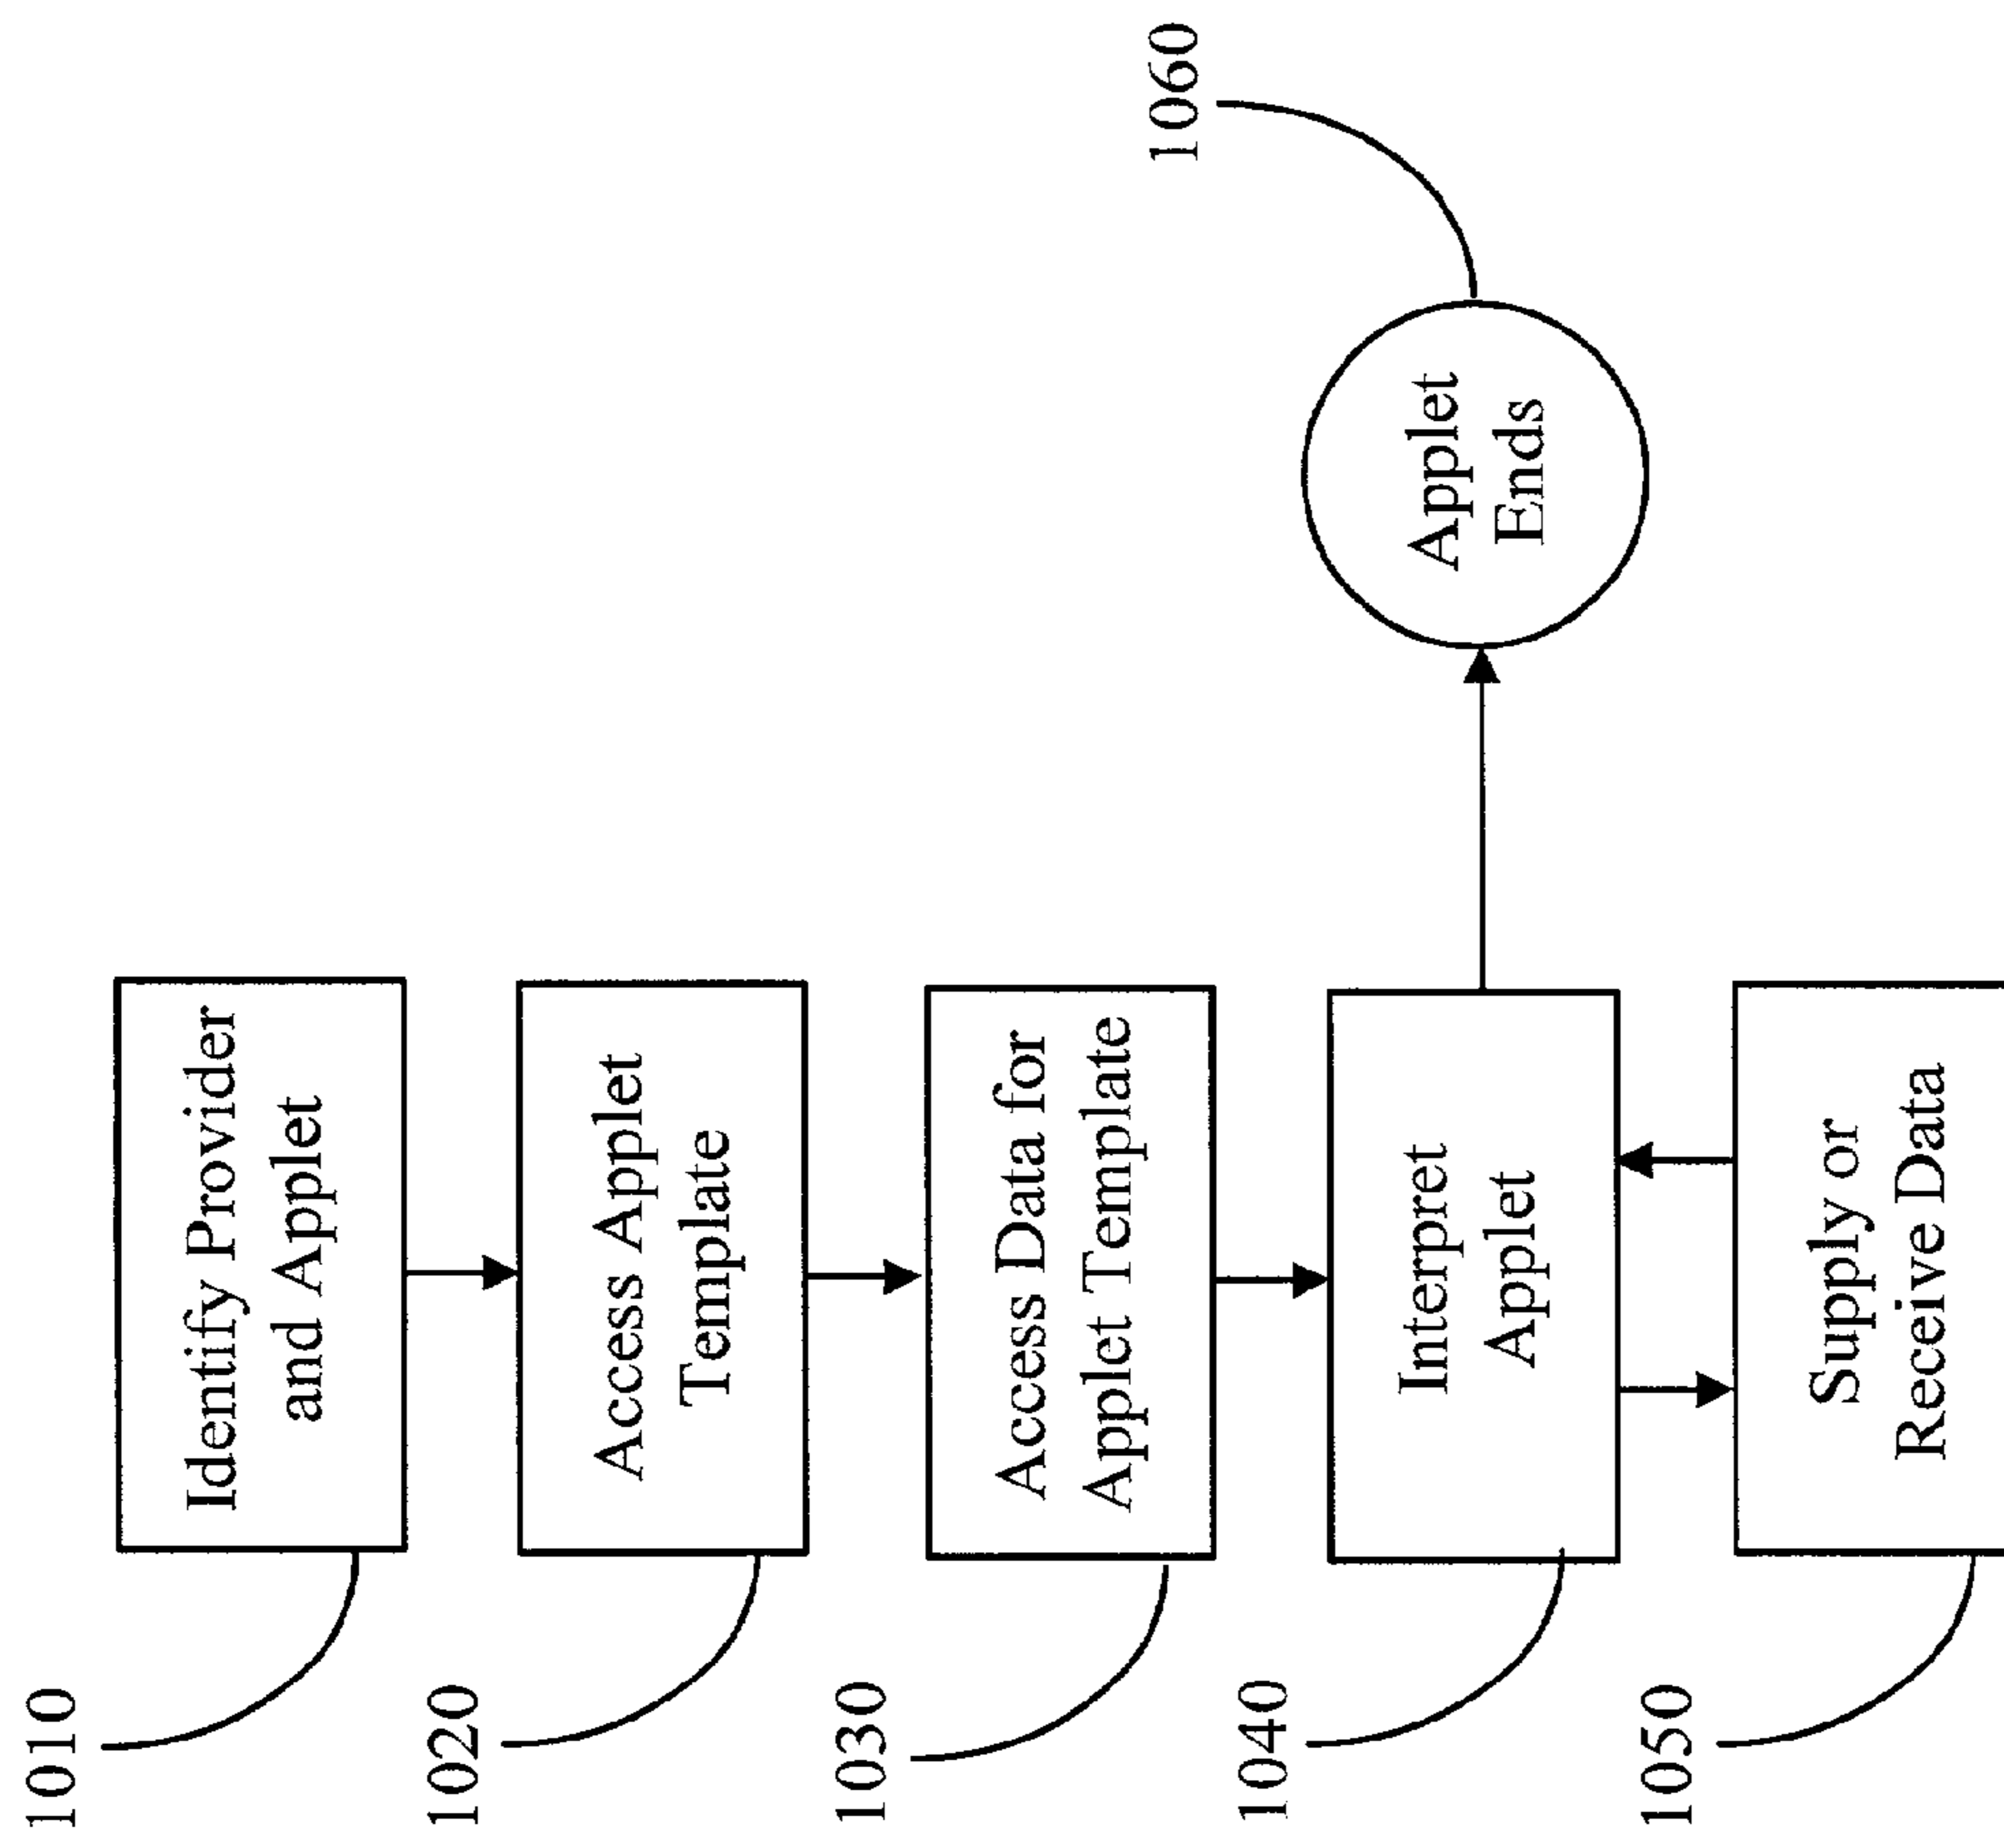 1010
Identify Provider
and Applet
1020
Access Applet
Template
1030
Access Data for
Applet Template
1040
Interpret
Applet
1050
Supply or
Receive Data
1060
Applet
Ends